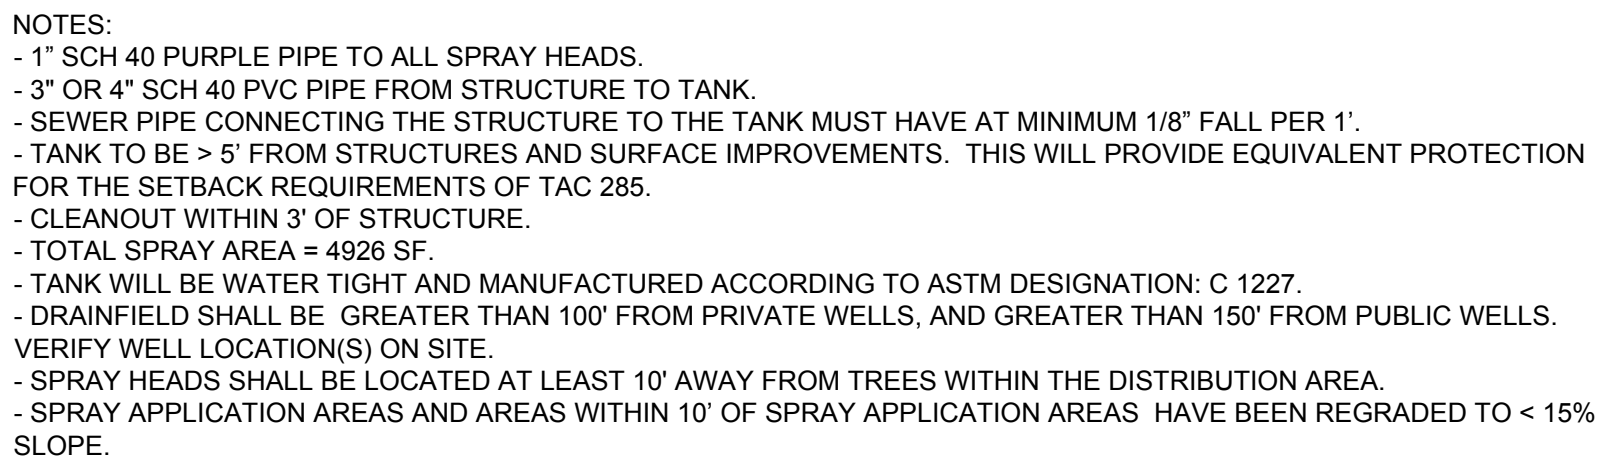 NOTES:
- 1” SCH 40 PURPLE PIPE TO ALL SPRAY HEADS.
- 3" OR 4" SCH 40 PVC PIPE FROM STRUCTURE TO TANK.
- SEWER PIPE CONNECTING THE STRUCTURE TO THE TANK MUST HAVE AT MINIMUM 1/8” FALL PER 1’.
- TANK TO BE > 5’ FROM STRUCTURES AND SURFACE IMPROVEMENTS.  THIS WILL PROVIDE EQUIVALENT PROTECTION
FOR THE SETBACK REQUIREMENTS OF TAC 285.
- CLEANOUT WITHIN 3' OF STRUCTURE.
- TOTAL SPRAY AREA = 4926 SF.
- TANK WILL BE WATER TIGHT AND MANUFACTURED ACCORDING TO ASTM DESIGNATION: C 1227.
- DRAINFIELD SHALL BE  GREATER THAN 100' FROM PRIVATE WELLS, AND GREATER THAN 150' FROM PUBLIC WELLS.
VERIFY WELL LOCATION(S) ON SITE.
- SPRAY HEADS SHALL BE LOCATED AT LEAST 10' AWAY FROM TREES WITHIN THE DISTRIBUTION AREA.
- SPRAY APPLICATION AREAS AND AREAS WITHIN 10’ OF SPRAY APPLICATION AREAS  HAVE BEEN REGRADED TO < 15%
SLOPE.